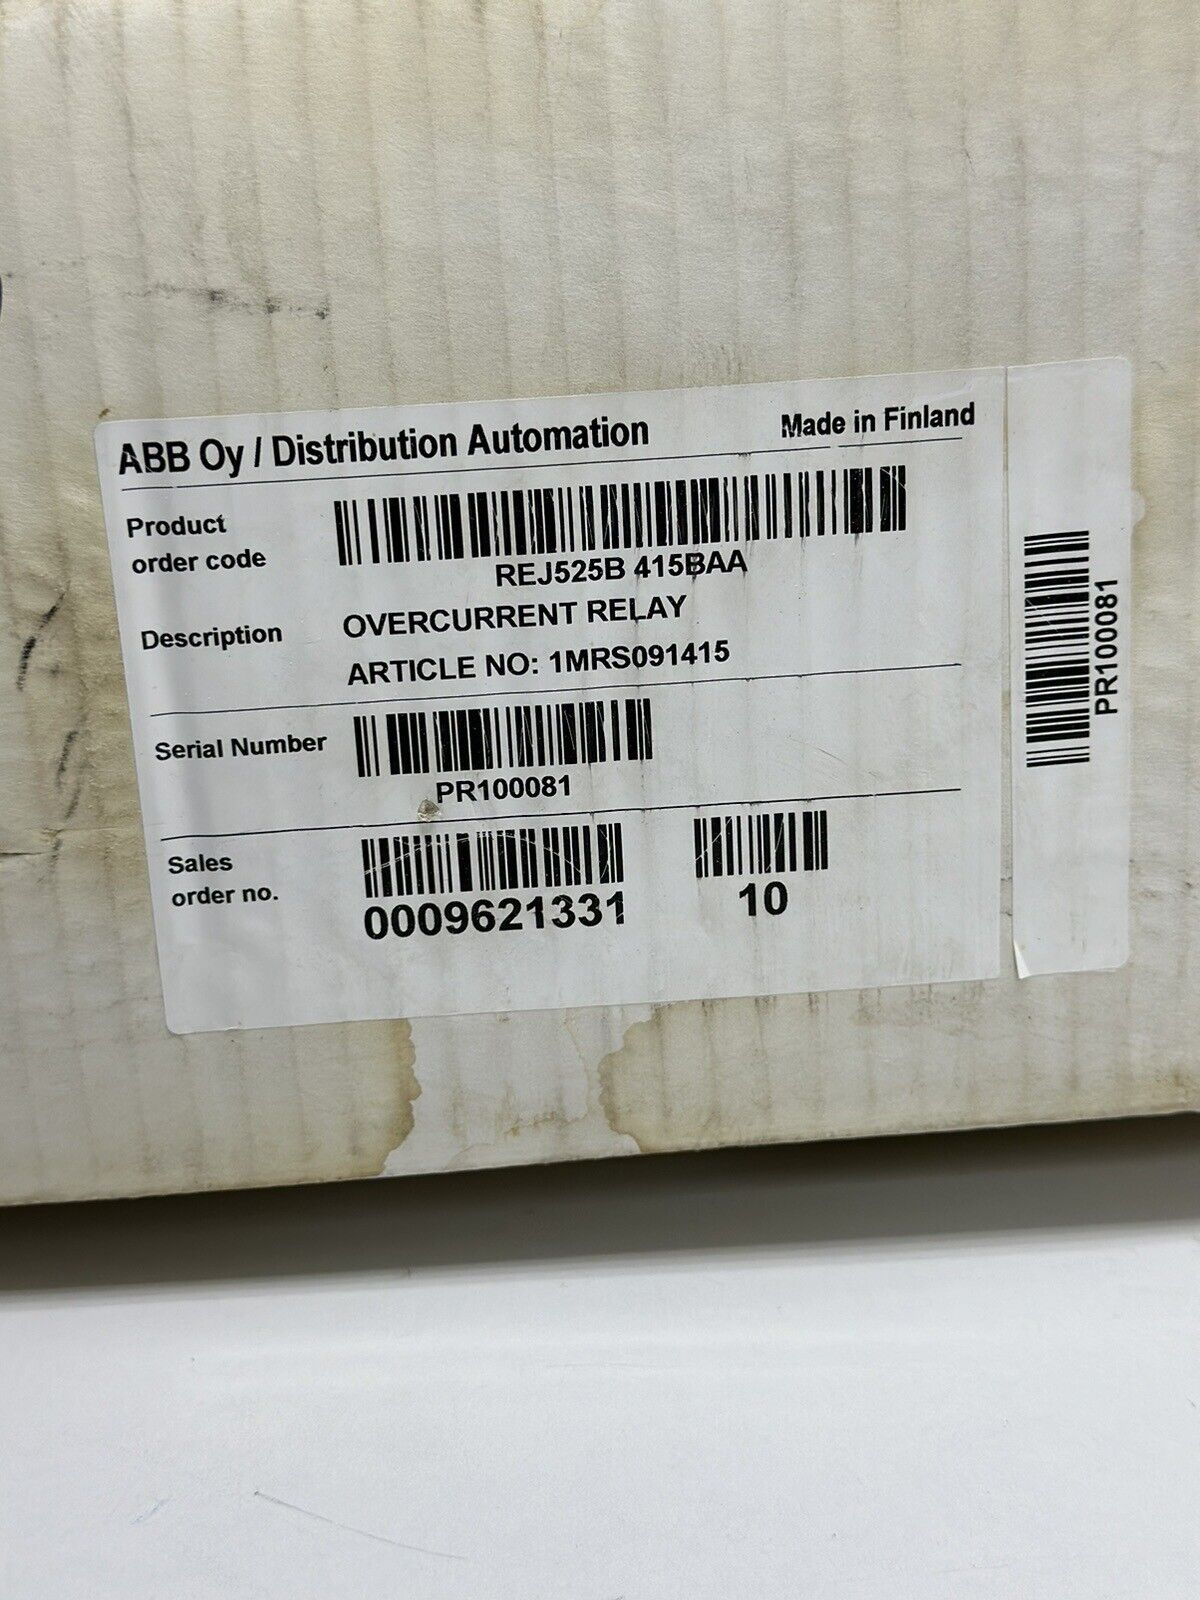 ABB Oy / Distribution Automation
Made in Finland
Product
order code
REJ525B 415BAA
Description
OVERCURRENT RELAY
ARTICLE NO: 1MRS091415
Serial Number
PR100081
Sales
order no.
0009621331
10
PR100081